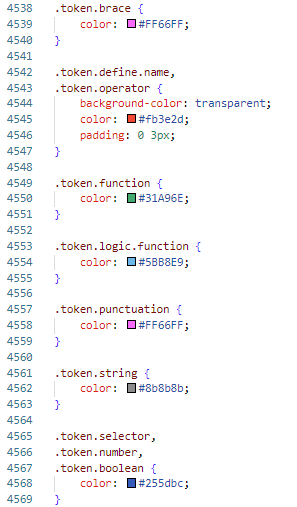 4538 .token.brace {
4539     color: #FF66FF;
4540 }
4541
4542 .token.define.name,
4543 .token.operator {
4544     background-color: transparent;
4545     color: #fb3e2d;
4546     padding: 0 3px;
4547 }
4548
4549 .token.function {
4550     color: #31A96E;
4551 }
4552
4553 .token.logic.function {
4554     color: #5BB8E9;
4555 }
4556
4557 .token.punctuation {
4558     color: #FF66FF;
4559 }
4560
4561 .token.string {
4562     color: #8b8b8b;
4563 }
4564
4565 .token.selector,
4566 .token.number,
4567 .token.boolean {
4568     color: #255dbc;
4569 }